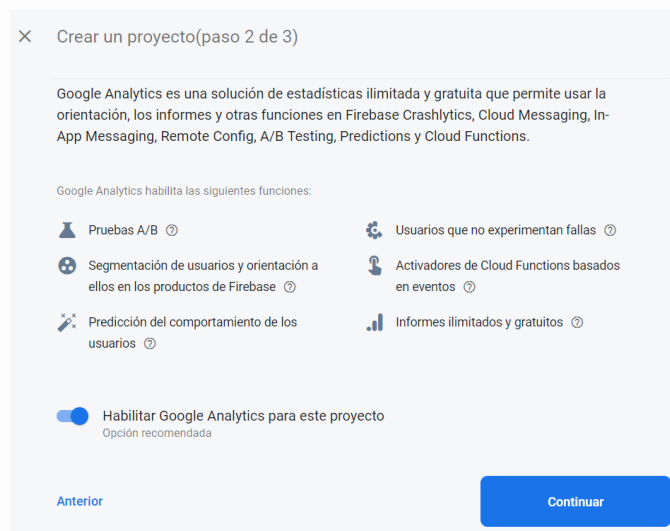 Crear un proyecto(paso 2 de 3)
Google Analytics es una solución de estadísticas ilimitada y gratuita que permite usar la
orientación, los informes y otras funciones en Firebase Crashlytics, Cloud Messaging, In-
App Messaging, Remote Config, A/B Testing, Predictions y Cloud Functions.
Google Analytics habilita las siguientes funciones:
Pruebas A/B
Usuarios que no experimentan fallas
Segmentación de usuarios y orientación a
ellos en los productos de Firebase
Activadores de Cloud Functions basados
en eventos
Predicción del comportamiento de los
usuarios
Informes ilimitados y gratuitos
Habilitar Google Analytics para este proyecto
Opción recomendada
Anterior
Continuar